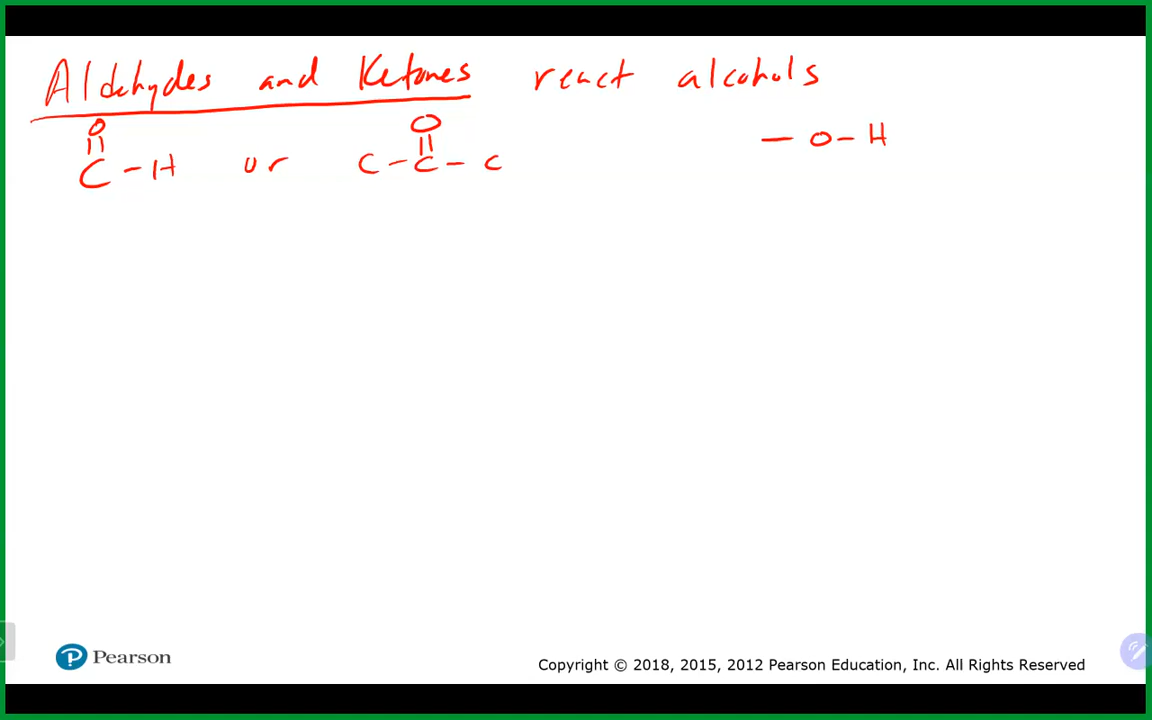 Aldehydes and Ketones react alcohols
O O
|| || — O – H
C – H or C – C – C
Pearson
Copyright © 2018, 2015, 2012 Pearson Education, Inc. All Rights Reserved